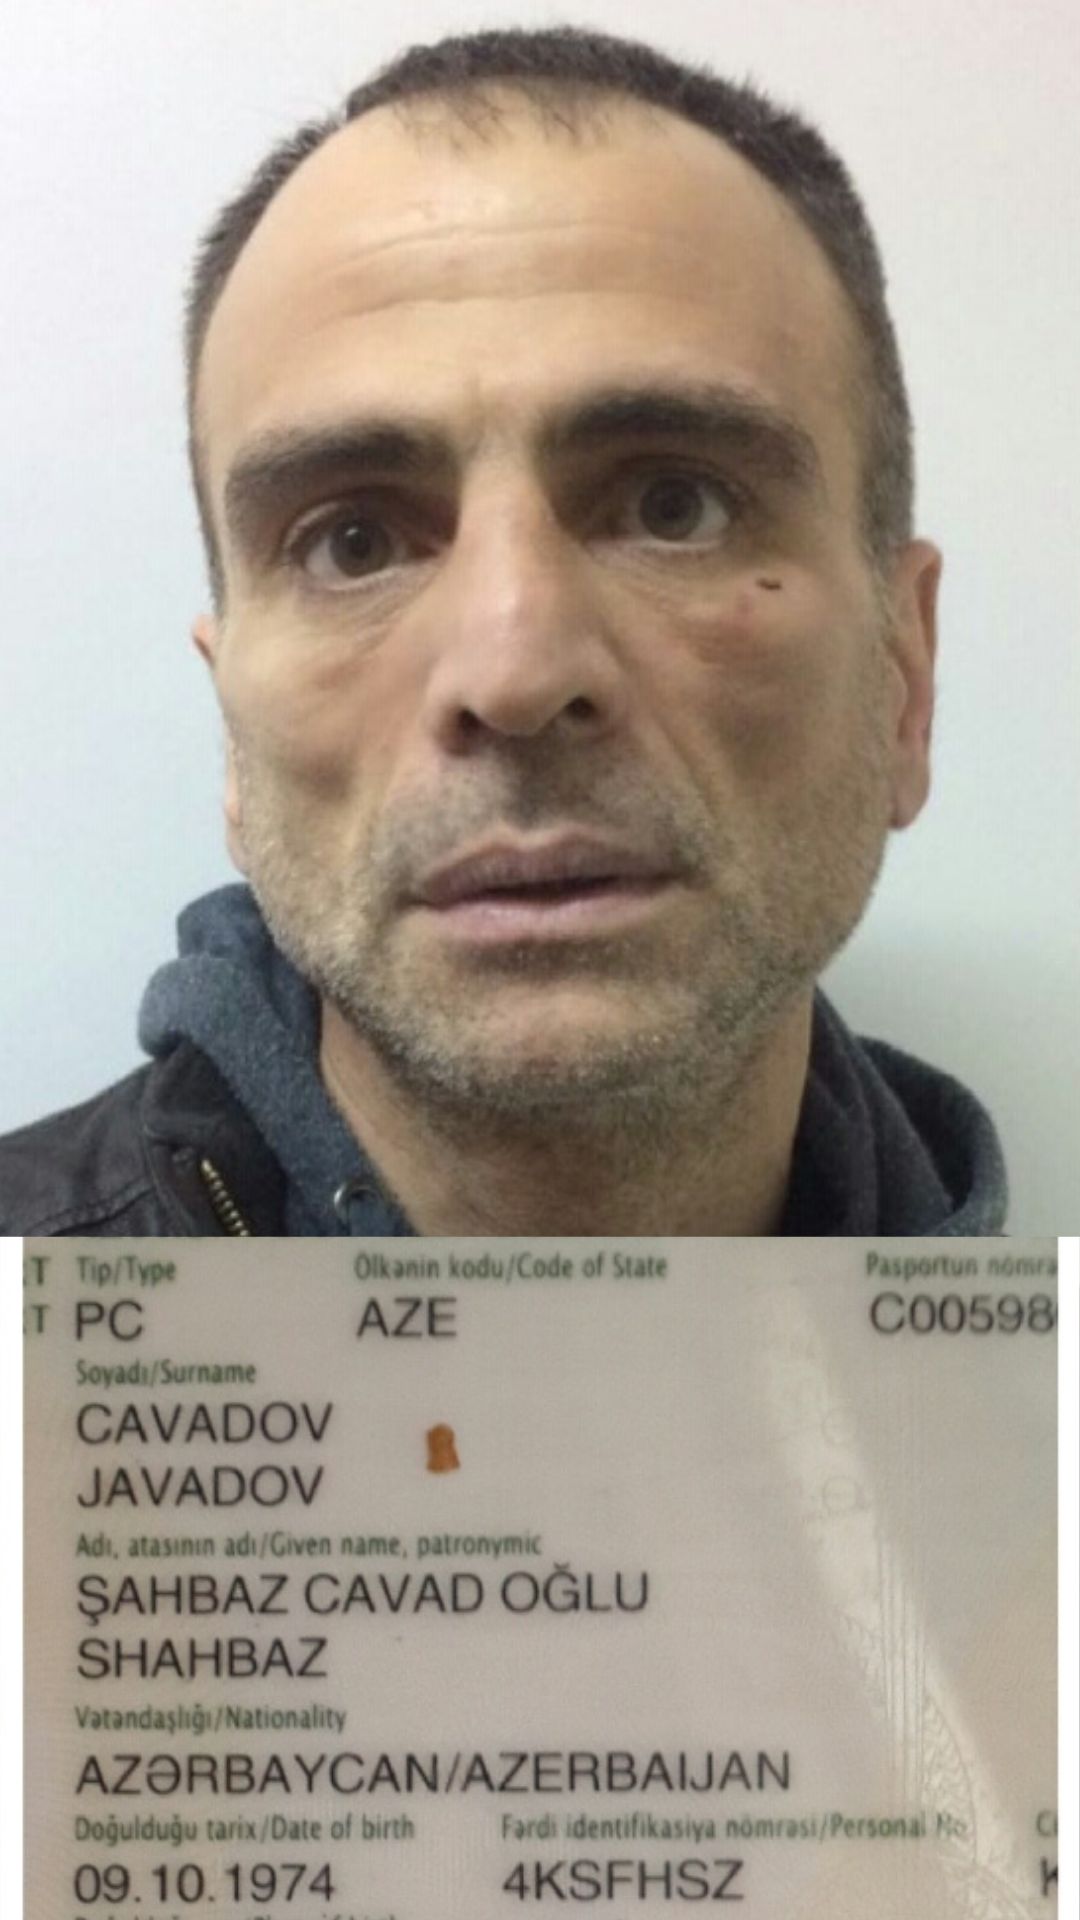 Tip/Type Ölkənin kodu/Code of State Pasportun nömrə
PC AZE C00598
Soyadı/Surname
CAVADOV
JAVADOV
Adı, atasının adı/Given name, patronymic
ŞAHBAZ CAVAD OĞLU
SHAHBAZ
Vətəndaşlığı/Nationality
AZƏRBAYCAN/AZERBAIJAN
Doğulduğu tarix/Date of birth Fərdi identifikasiya nömrəsi/Personal No
09.10.1974 4KSFHSZ